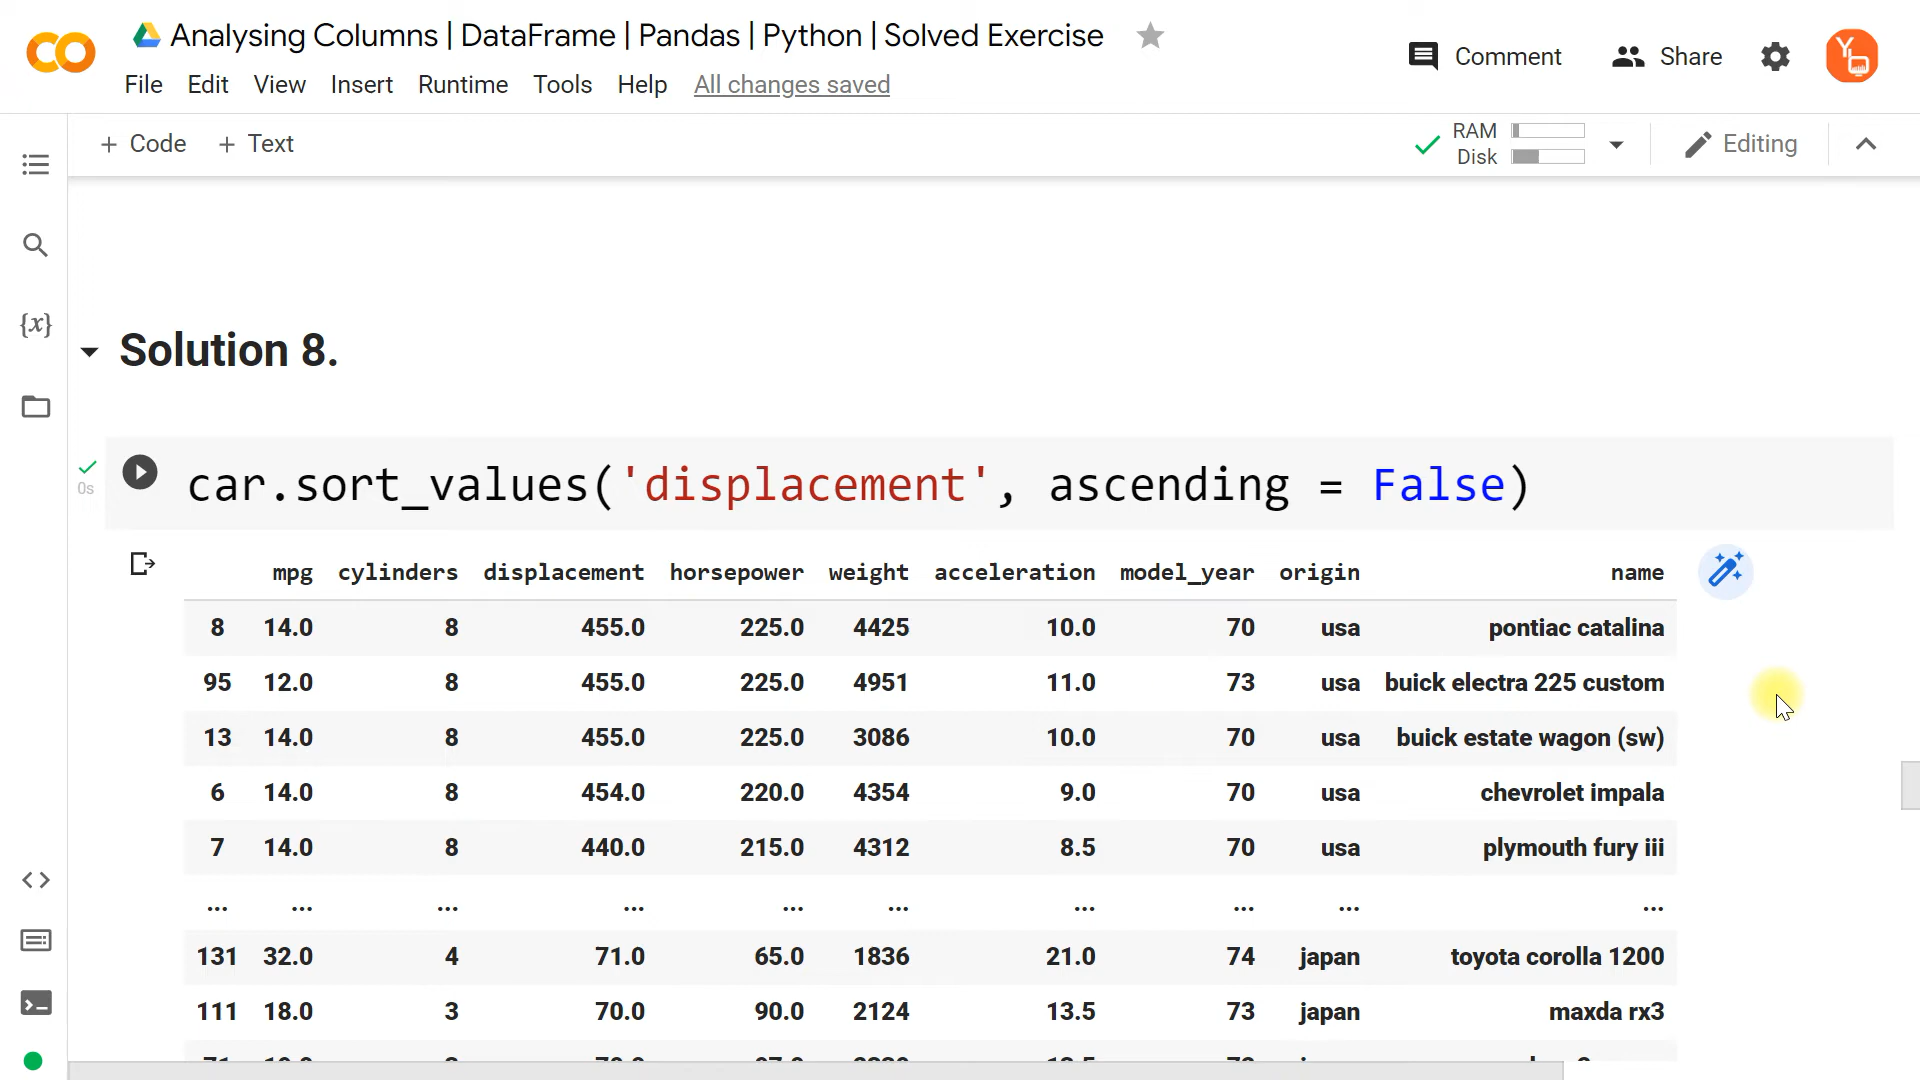 Analysing Columns | DataFrame | Pandas | Python | Solved Exercise
Comment
Share
File Edit View Insert Runtime Tools Help All changes saved
+ Code + Text
RAM
Disk
Editing
{x}
Solution 8.
0s
car.sort_values('displacement', ascending = False)
mpg cylinders displacement horsepower weight acceleration model_year origin name
8 14.0 8 455.0 225.0 4425 10.0 70 usa pontiac catalina
95 12.0 8 455.0 225.0 4951 11.0 73 usa buick electra 225 custom
13 14.0 8 455.0 225.0 3086 10.0 70 usa buick estate wagon (sw)
6 14.0 8 454.0 220.0 4354 9.0 70 usa chevrolet impala
7 14.0 8 440.0 215.0 4312 8.5 70 usa plymouth fury iii
... ... ... ... ... ... ... ... ... ...
131 32.0 4 71.0 65.0 1836 21.0 74 japan toyota corolla 1200
111 18.0 3 70.0 90.0 2124 13.5 73 japan maxda rx3